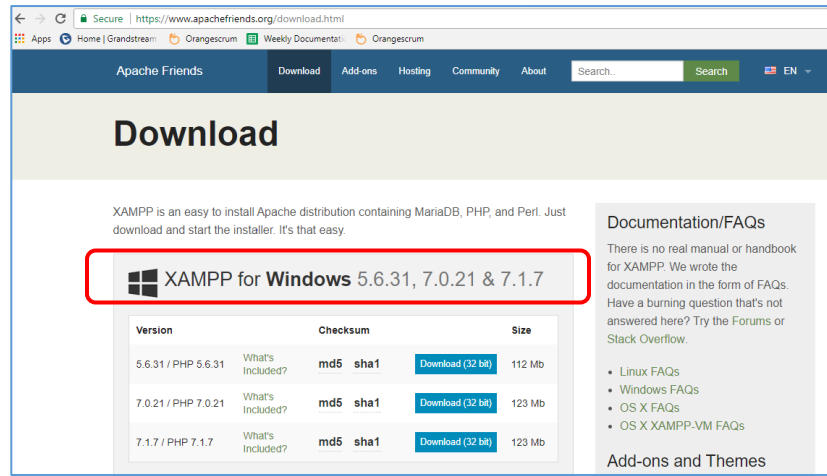 Secure | https://www.apachefriends.org/download.html
Apps Home | Grandstream Orangescrum Weekly Documentati Orangescrum
Apache Friends Download Add-ons Hosting Community About Search.. Search EN
Download
XAMPP is an easy to install Apache distribution containing MariaDB, PHP, and Perl. Just
download and start the installer. It's that easy.
XAMPP for Windows 5.6.31, 7.0.21 & 7.1.7
Version Checksum Size
5.6.31 / PHP 5.6.31 What's Included? md5 sha1 Download (32 bit) 112 Mb
7.0.21 / PHP 7.0.21 What's Included? md5 sha1 Download (32 bit) 123 Mb
7.1.7 / PHP 7.1.7 What's Included? md5 sha1 Download (32 bit) 123 Mb
Documentation/FAQs
There is no real manual or handbook
for XAMPP. We wrote the
documentation in the form of FAQs.
Have a burning question that's not
answered here? Try the Forums or
Stack Overflow.
• Linux FAQs
• Windows FAQs
• OS X FAQs
• OS X XAMPP-VM FAQs
Add-ons and Themes